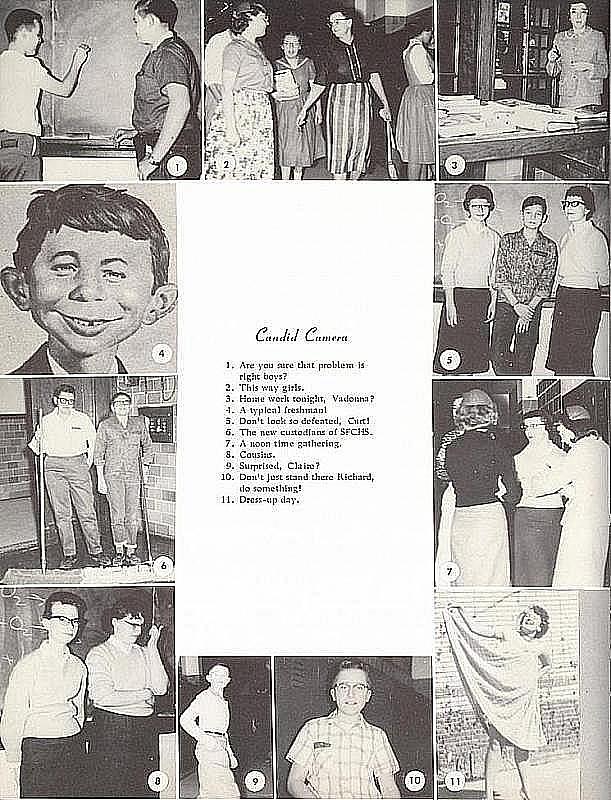 1
2
3
4
5
Candid Camera
1. Are you sure that problem is
right boys?
2. This way girls.
3. Home work tonight, Vadonna?
4. A typical freshman!
5. Don't look so defeated, Curt!
6. The new custodians of SFCHS.
7. A noon time gathering.
8. Cousins.
9. Surprised, Claire?
10. Don't just stand there Richard,
do something!
11. Dress-up day.
6
7
8
9
10
11